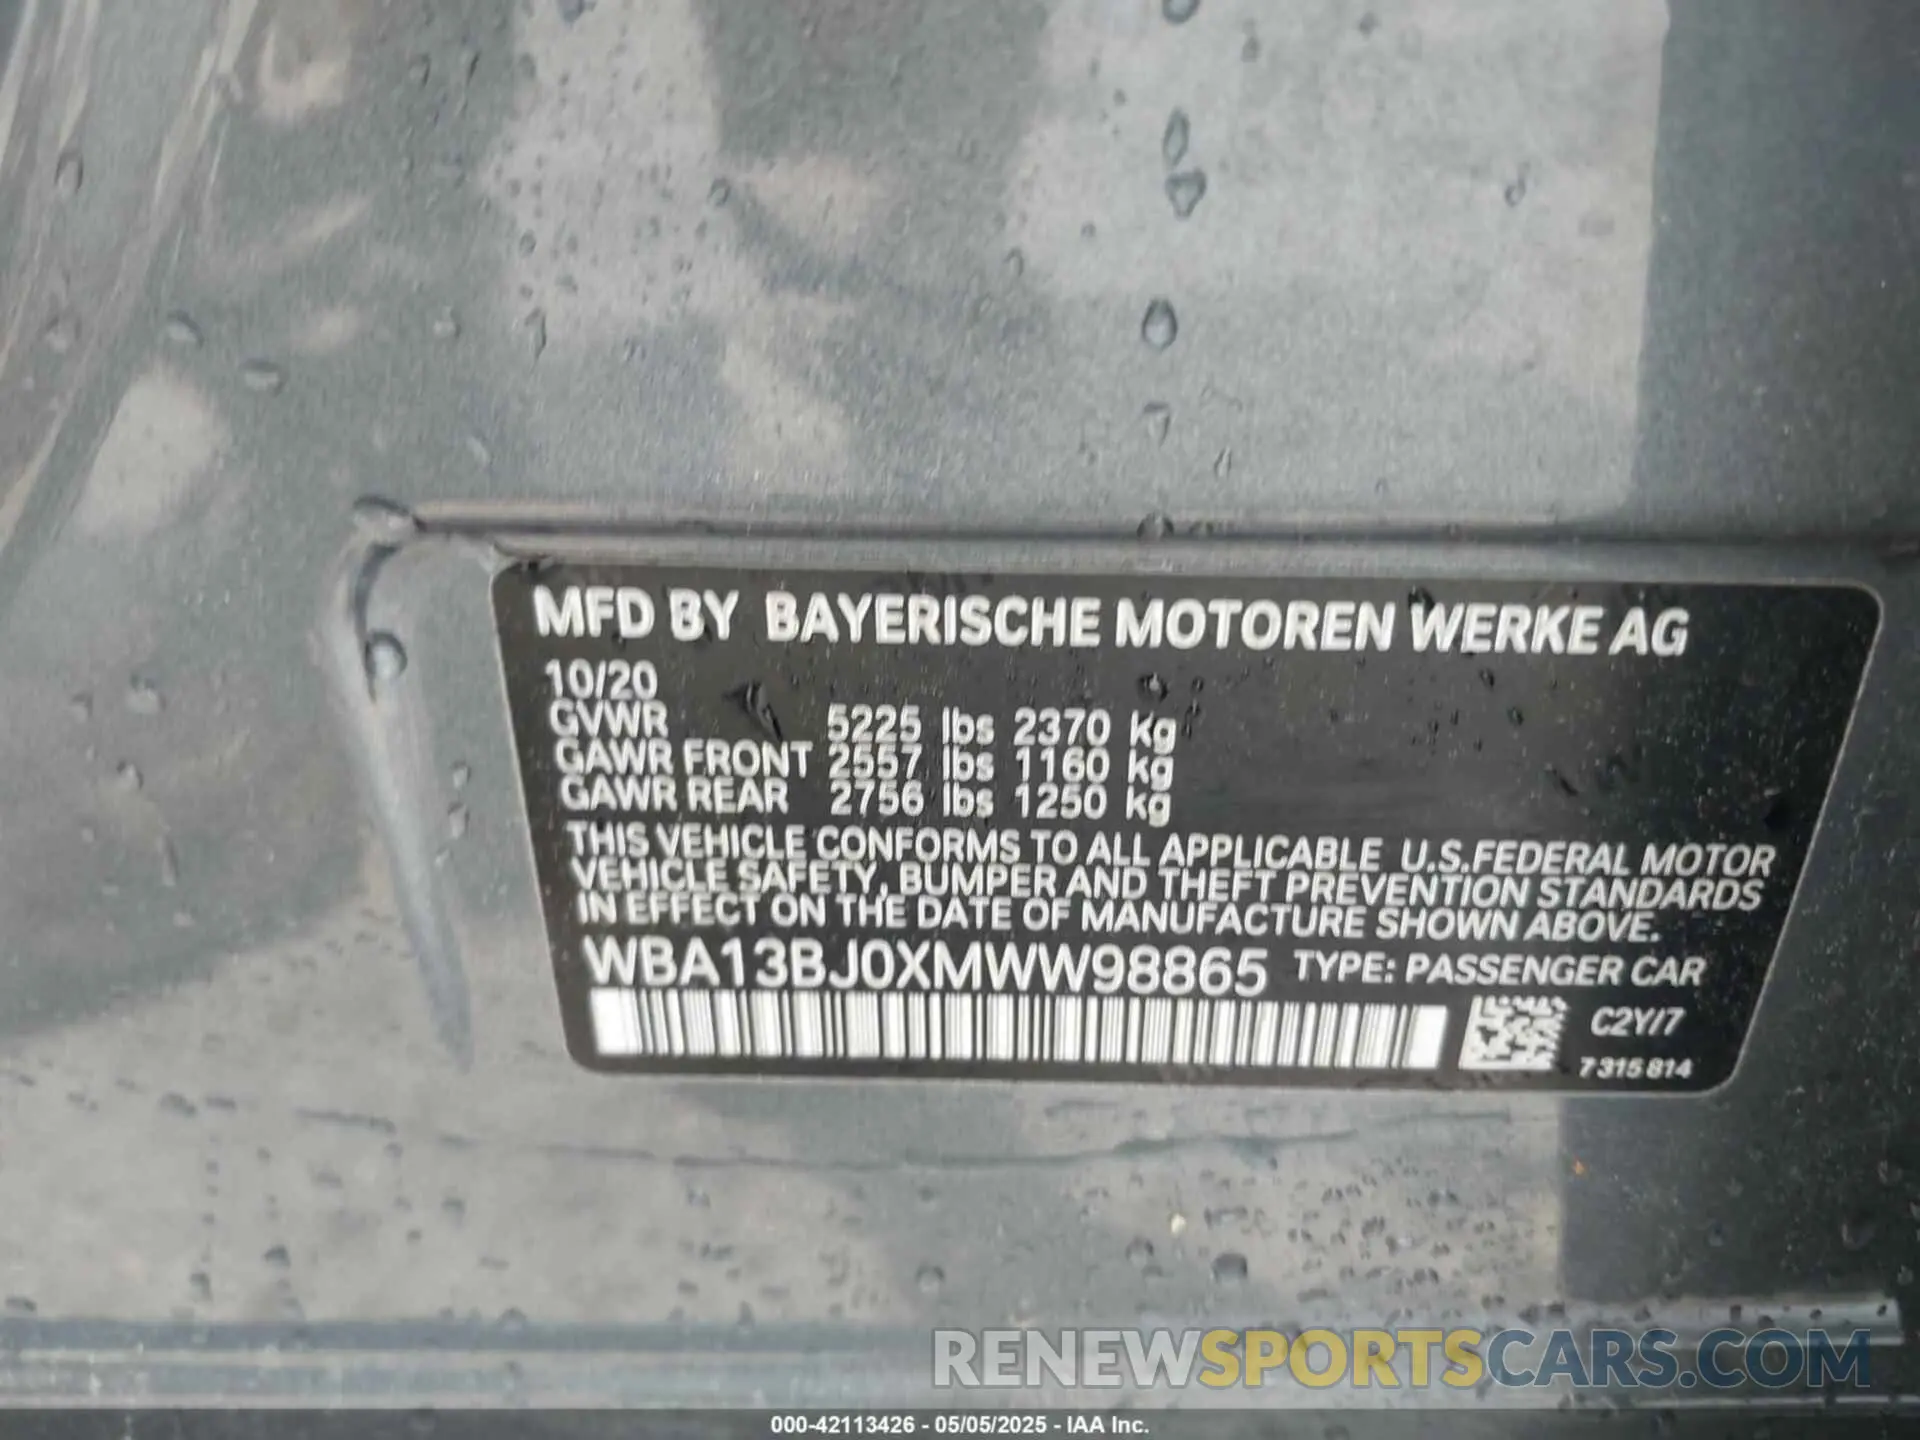 MFD BY BAYERISCHE MOTOREN WERKE AG
10/20
GVWR 5225 lbs 2370 kg
GAWR FRONT 2557 lbs 1160 kg
GAWR REAR 2756 lbs 1250 kg
THIS VEHICLE CONFORMS TO ALL APPLICABLE U.S.FEDERAL MOTOR
VEHICLE SAFETY, BUMPER AND THEFT PREVENTION STANDARDS
IN EFFECT ON THE DATE OF MANUFACTURE SHOWN ABOVE.
WBA13BJ0XMWW98865 TYPE: PASSENGER CAR
C2Y/7
7 315 814
RENEWSPORTSCARS.COM
000-42113426 - 05/05/2025 - IAA Inc.